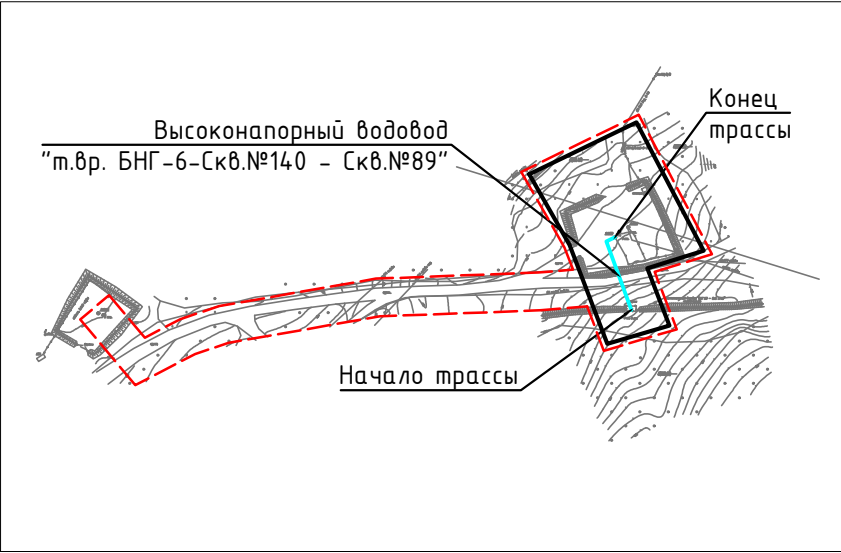 Конец
трассы
Высоконапорный водовод
"т.вр. БНГ-6-Скв.№140 - Скв.№89"
Начало трассы